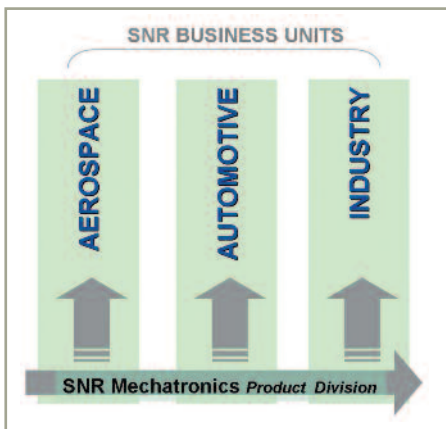 SNR BUSINESS UNITS
AEROSPACE
AUTOMOTIVE
INDUSTRY
SNR Mechatronics Product Division